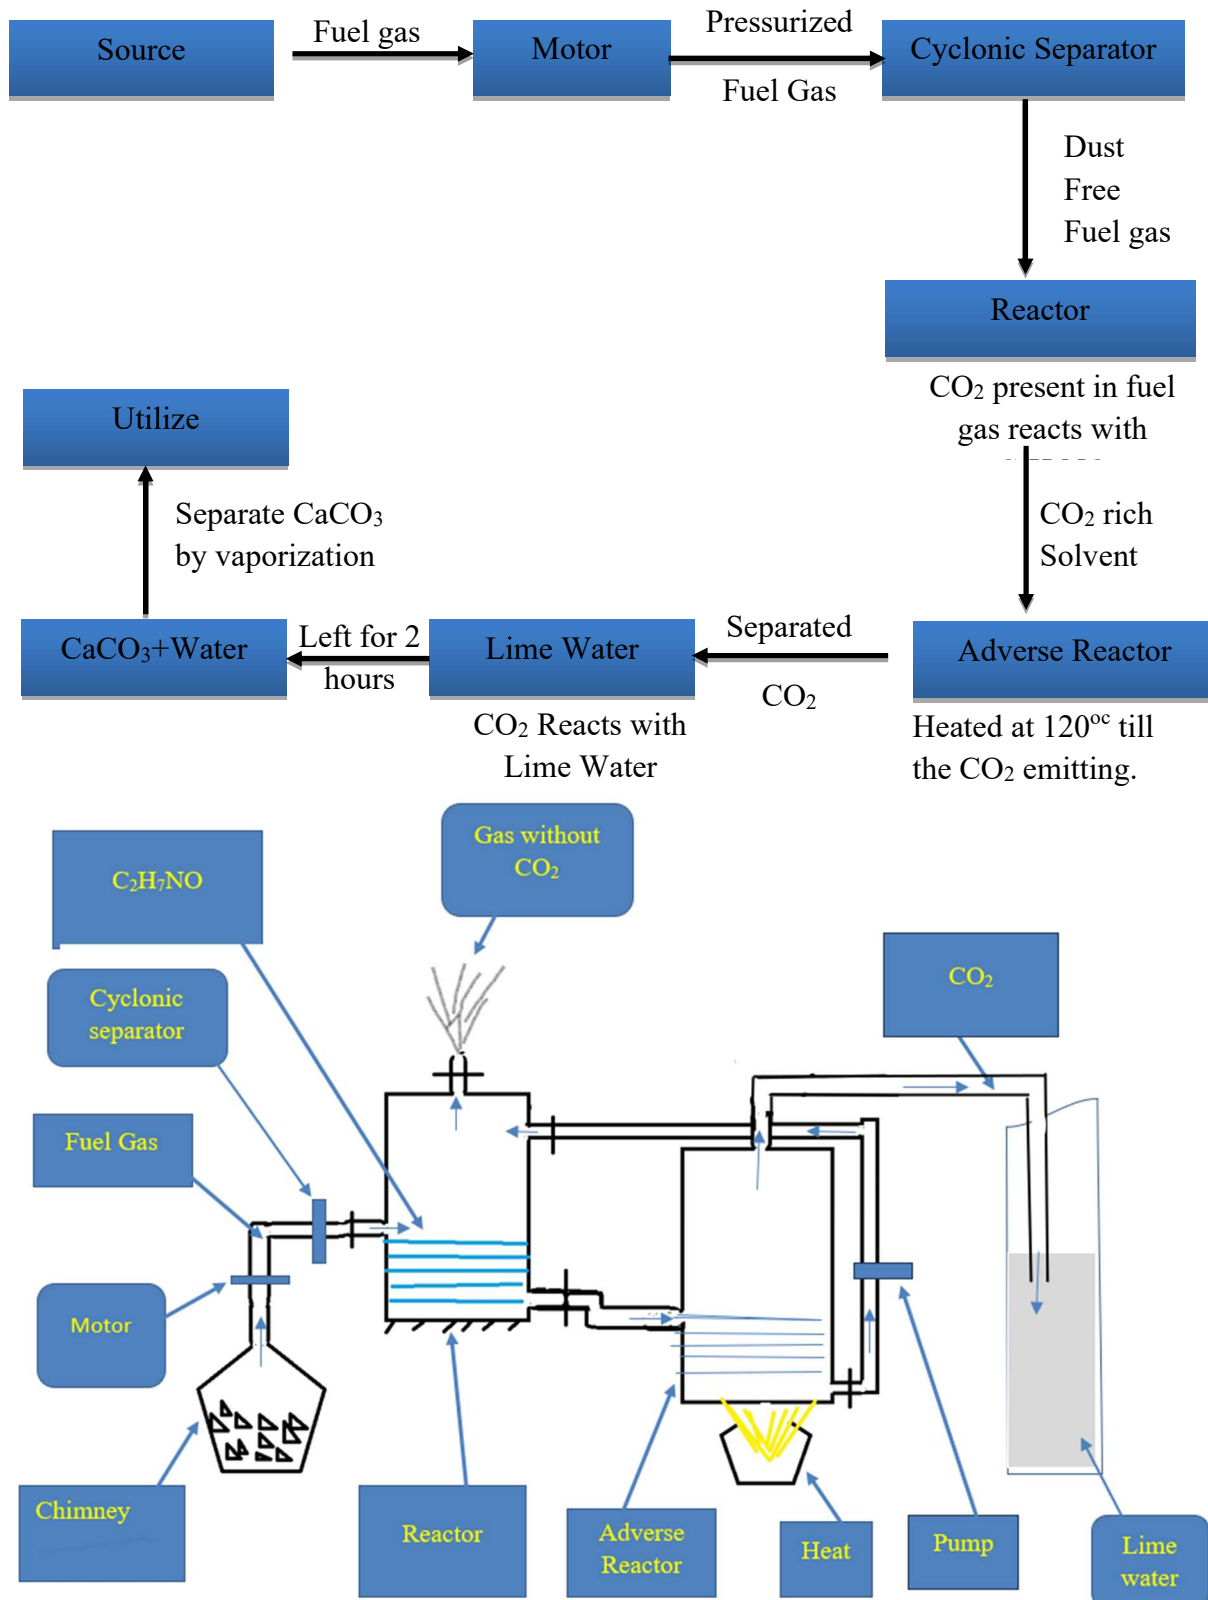 Source
Fuel gas
Motor
Pressurized
Fuel Gas
Cyclonic Separator
Dust
Free
Fuel gas
Reactor
CO₂ present in fuel
gas reacts with
CO₂ rich
Solvent
Adverse Reactor
Heated at 120ᵒᶜ till
the CO₂ emitting.
Separated
CO₂
Lime Water
CO₂ Reacts with
Lime Water
Left for 2
hours
CaCO₃+Water
Separate CaCO₃
by vaporization
Utilize
Gas without
CO₂
C₂H₇NO
CO₂
Cyclonic
separator
Fuel Gas
Motor
Chimney
Reactor
Adverse
Reactor
Heat
Pump
Lime
water